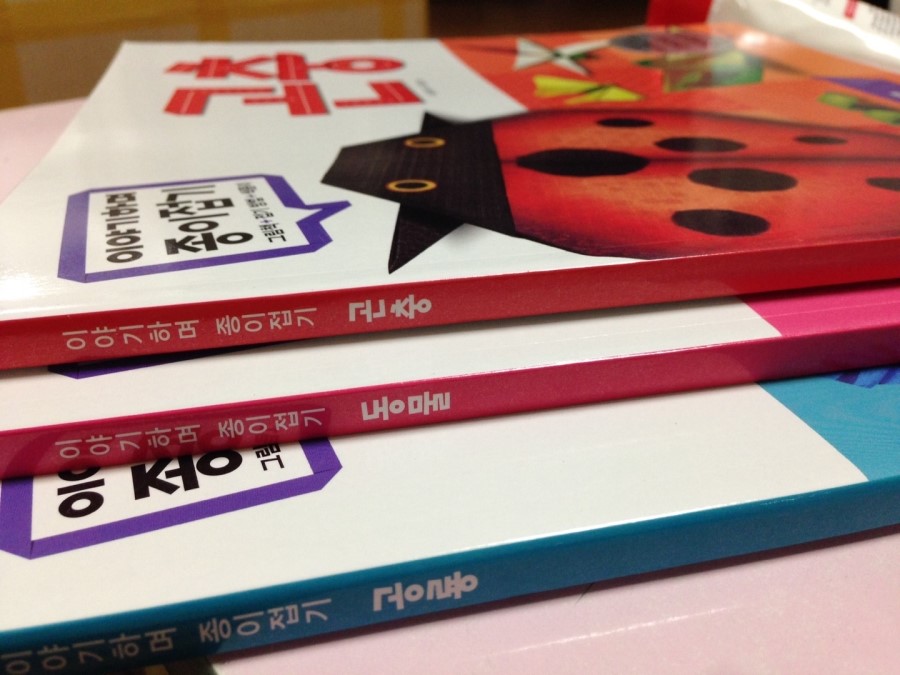 곤충
이야기하며
종이접기
이야기하며 종이접기 곤충
이야기하며 종이접기 동물
이야기하며 종이접기 공룡